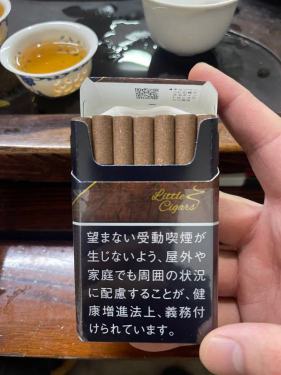 Little
Cigars
望まない受動喫煙が
生じないよう、屋外や
家庭でも周囲の状況
に配慮することが、健
康増進法上、義務付
けられています。